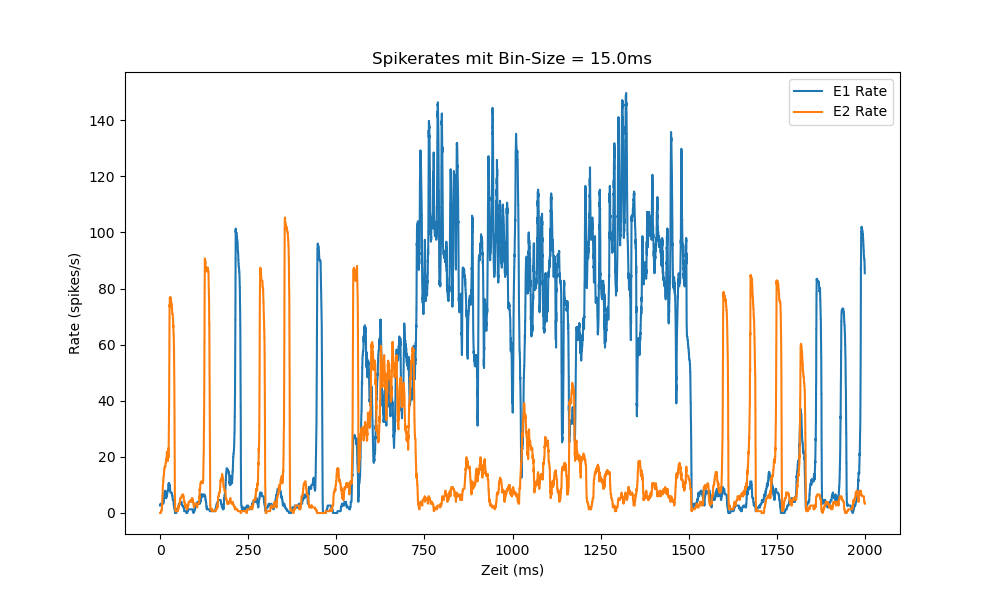 Spikerates mit Bin-Size = 15.0ms
E1 Rate
E2 Rate
140
120
100
80
60
40
20
0
Rate (spikes/s)
0 250 500 750 1000 1250 1500 1750 2000
Zeit (ms)